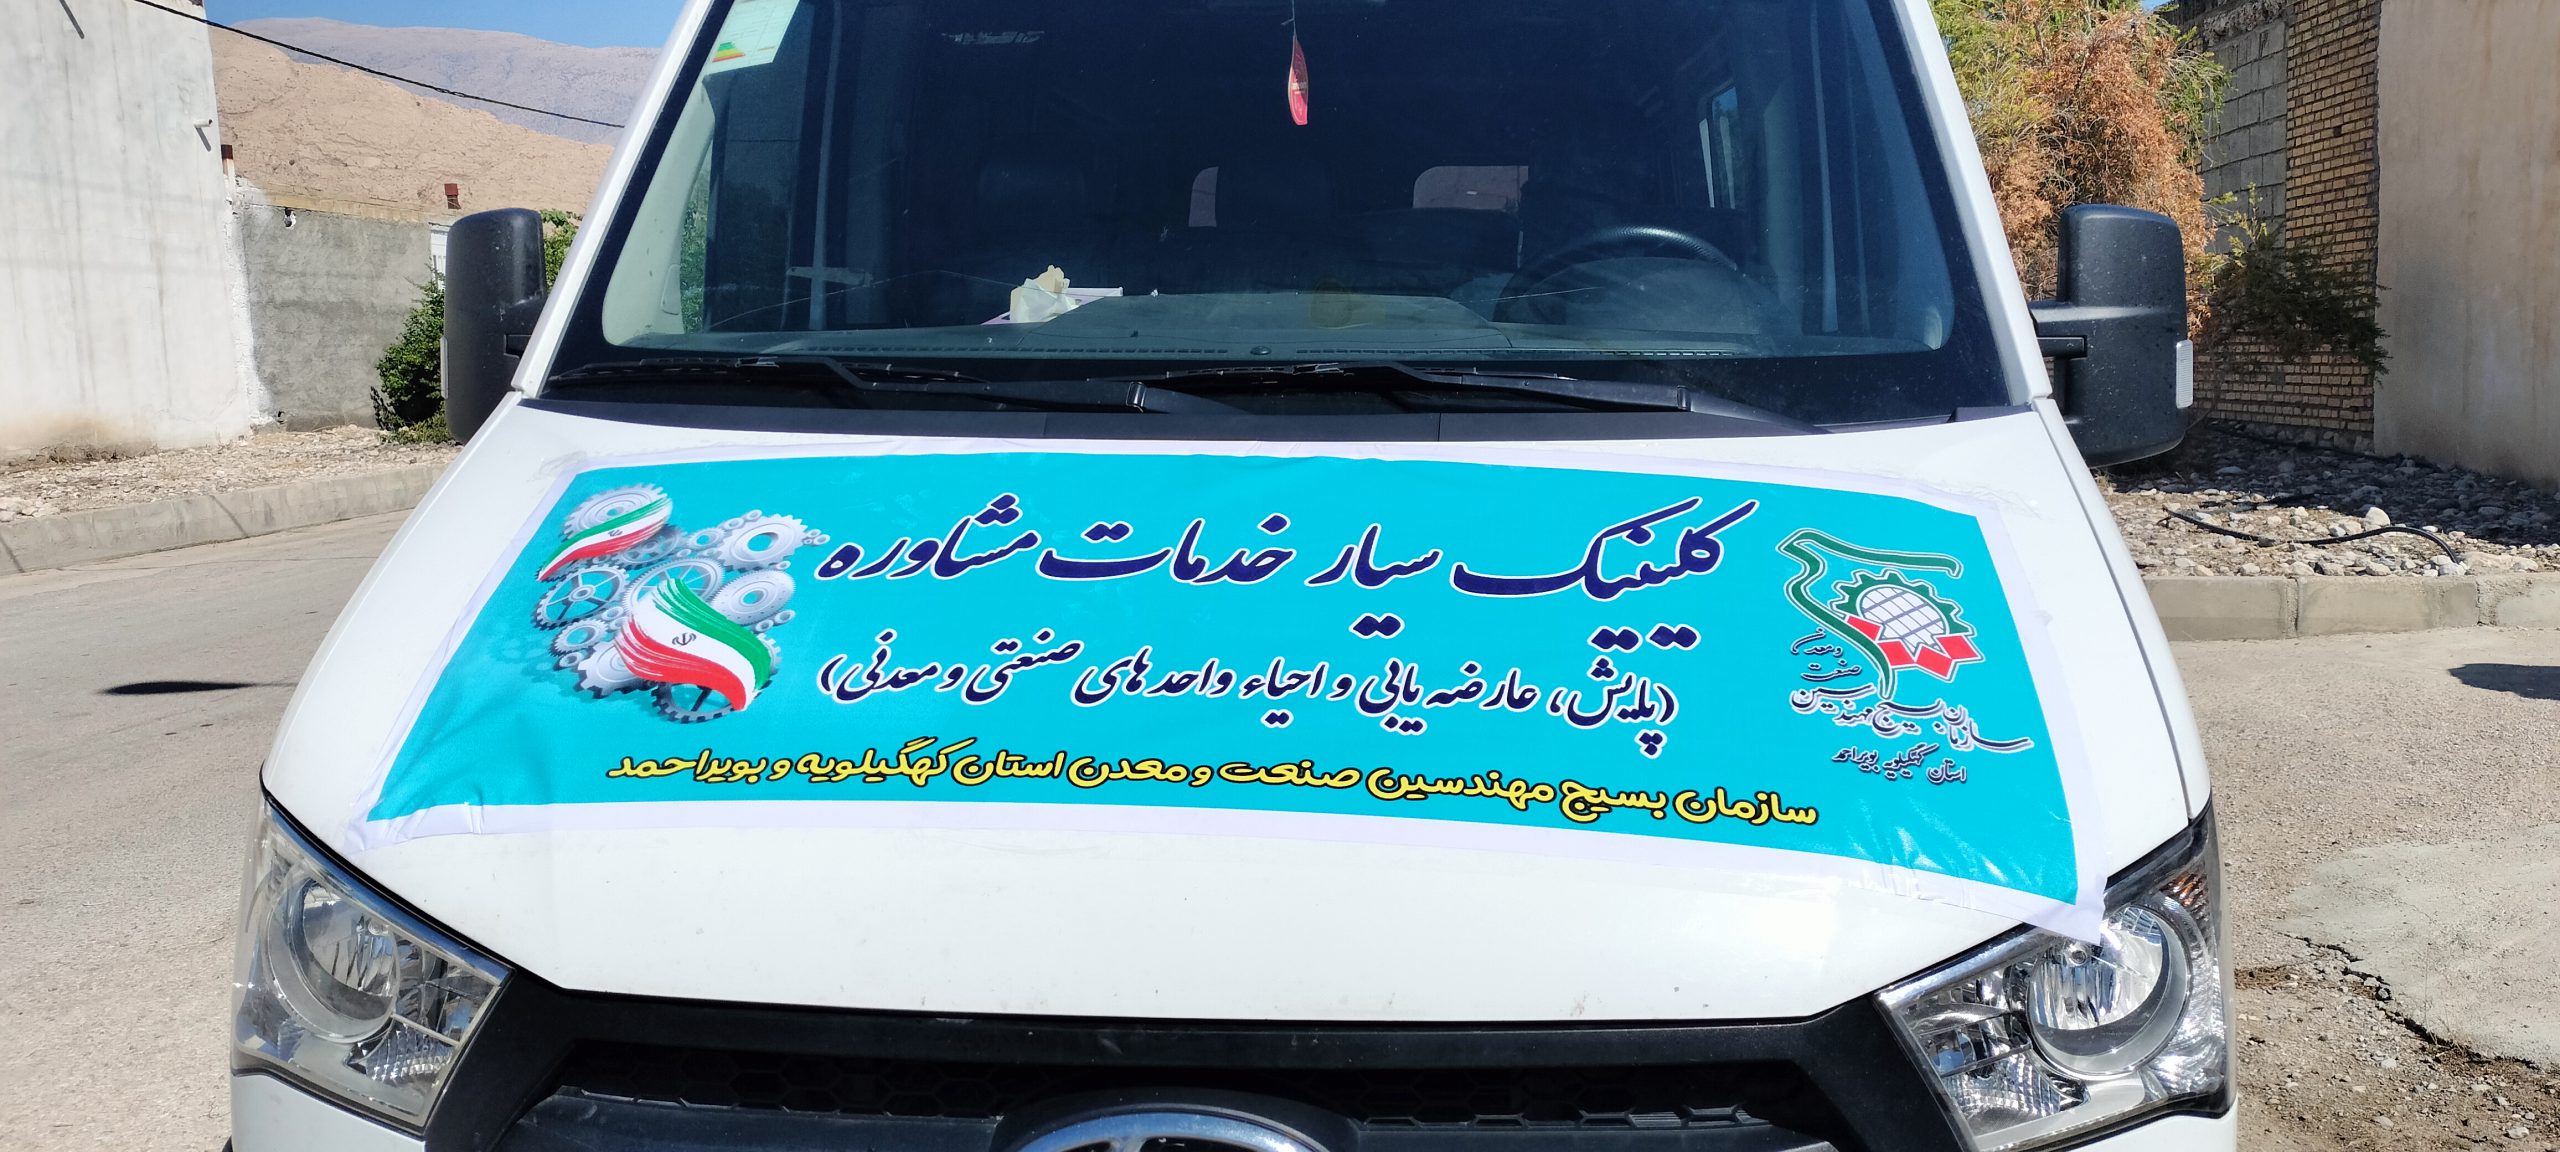 کلینیک سیار خدمات مشاوره
(پایش، عارضه یابی و احیاء واحدهای صنعتی و معدنی)
سازمان بسیج مهندسین صنعت و معدن استان کهگیلویه و بویراحمد
سازمان بسیج مهندسین
صنعت
و معدن
استان کهگیلویه بویراحمد